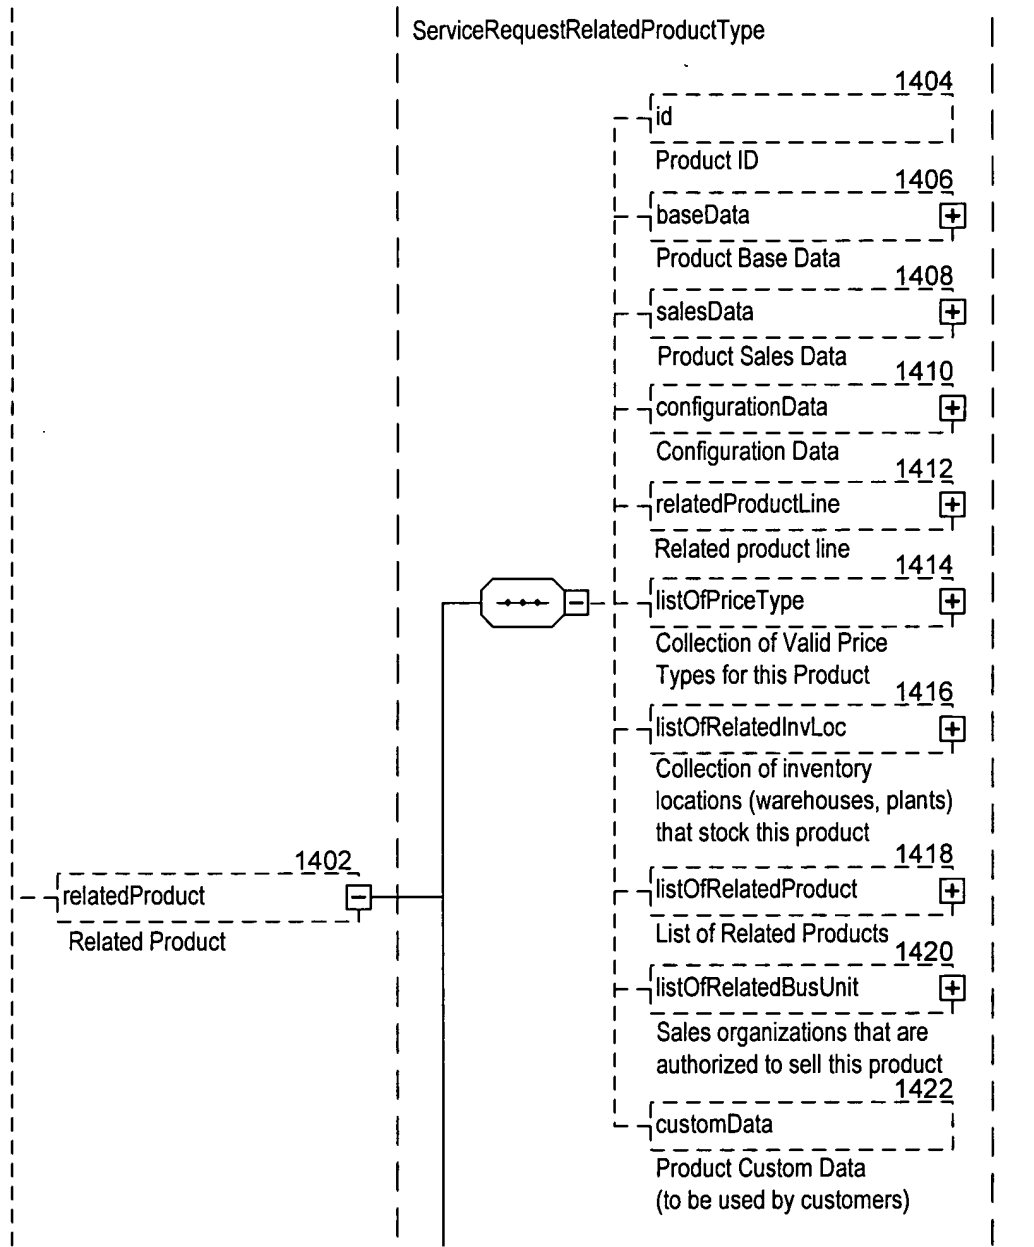 ServiceRequestRelatedProductType
1404
id
Product ID
1406
baseData
Product Base Data
1408
salesData
Product Sales Data
1410
configurationData
Configuration Data
1412
relatedProductLine
Related product line
1414
listOfPriceType
Collection of Valid Price
Types for this Product
1416
listOfRelatedInvLoc
Collection of inventory
locations (warehouses, plants)
that stock this product
1402
relatedProduct
Related Product
1418
listOfRelatedProduct
List of Related Products
1420
listOfRelatedBusUnit
Sales organizations that are
authorized to sell this product
1422
customData
Product Custom Data
(to be used by customers)